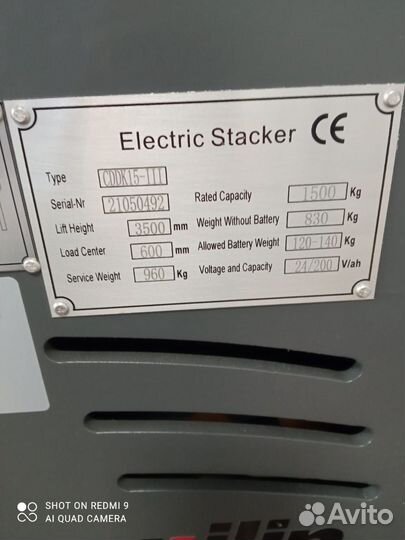 Electric Stacker CE
Type CDDK15-III
Serial-Nr 21050492
Lift Height 3500 mm
Load Center 600 mm
Service Weight 960 Kg
Rated Capacity 1500 Kg
Weight Without Battery 830 Kg
Allowed Battery Weight 120-140 Kg
Voltage and Capacity 24/200 V/ah
SHOT ON REDMI 9
AI QUAD CAMERA
Avito